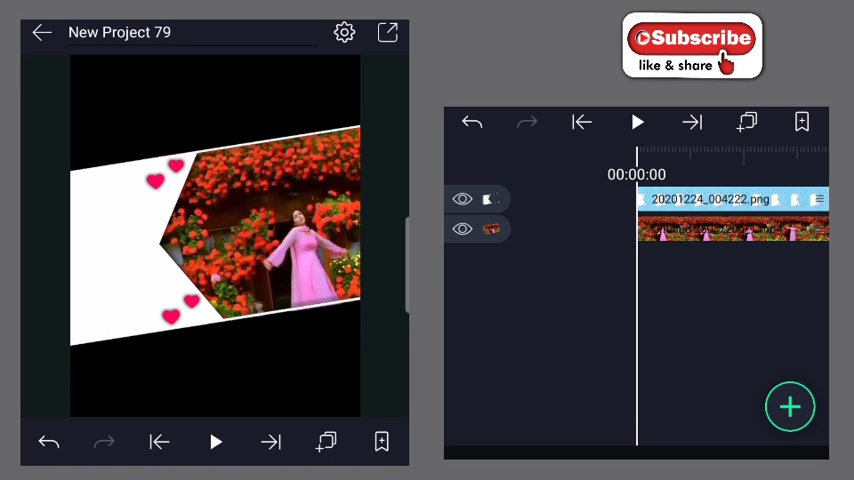 New Project 79
Subscribe
like & share
00:00:00
20201224_004222.png